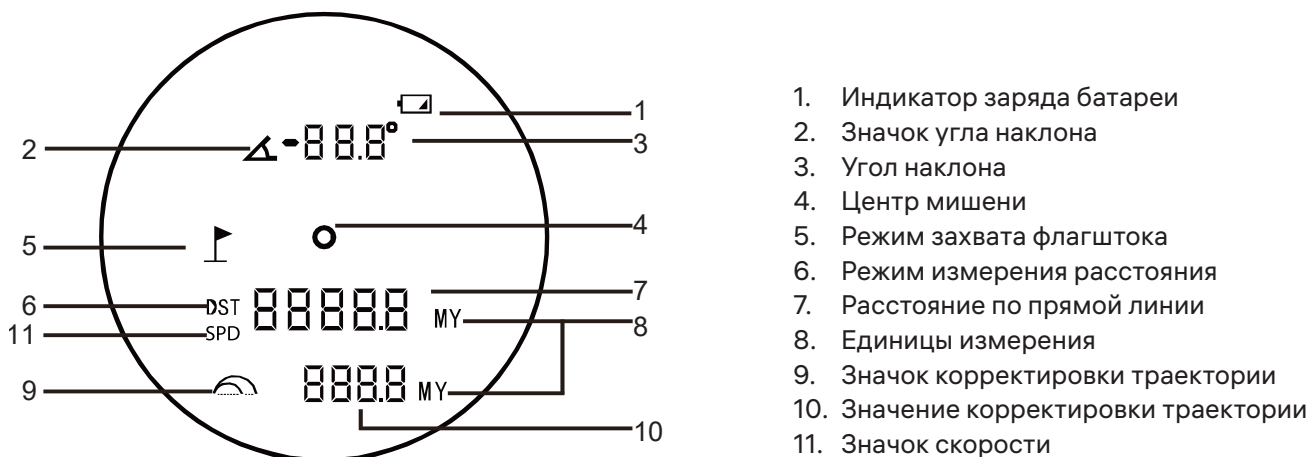 1
2
-88.8°
3
4
5
6
DST
88888.8
MY
7
8
11
SPD
9
888.8
MY
10
1. Индикатор заряда батареи
2. Значок угла наклона
3. Угол наклона
4. Центр мишени
5. Режим захвата флагштока
6. Режим измерения расстояния
7. Расстояние по прямой линии
8. Единицы измерения
9. Значок корректировки траектории
10. Значение корректировки траектории
11. Значок скорости